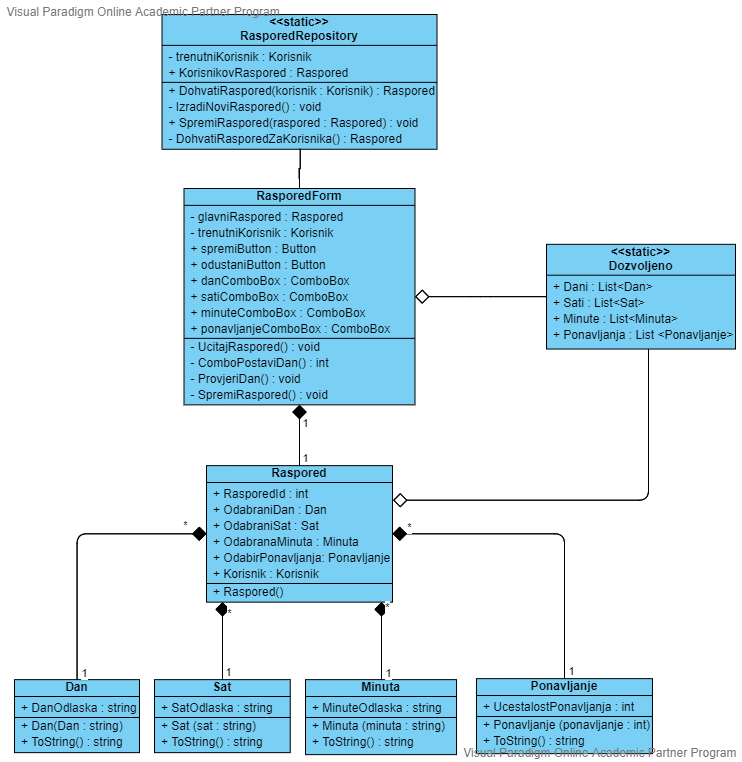 Visual Paradigm Online Academic Partner Program
<<static>>
RasporedRepository
- trenutniKorisnik : Korisnik
+ KorisnikovRaspored : Raspored
+ DohvatiRaspored(korisnik : Korisnik) : Raspored
- IzradiNoviRaspored() : void
+ SpremiRaspored(raspored : Raspored) : void
- DohvatiRasporedZaKorisnika() : Raspored
RasporedForm
- glavniRaspored : Raspored
- trenutniKorisnik : Korisnik
+ spremiButton : Button
+ odustaniButton : Button
+ danComboBox : ComboBox
+ satiComboBox : ComboBox
+ minuteComboBox : ComboBox
+ ponavljanjeComboBox : ComboBox
- UcitajRaspored() : void
- ComboPostaviDan() : int
- ProvjeriDan() : void
- SpremiRaspored() : void
<<static>>
Dozvoljeno
+ Dani : List<Dan>
+ Sati : List<Sat>
+ Minute : List<Minuta>
+ Ponavljanja : List <Ponavljanje>
1
1
Raspored
+ RasporedId : int
+ OdabraniDan : Dan
+ OdabraniSat : Sat
+ OdabranaMinuta : Minuta
+ OdabirPonavljanja: Ponavljanje
+ Korisnik : Korisnik
+ Raspored()
*
*
*
*
1
1
1
1
Dan
+ DanOdlaska : string
+ Dan(Dan : string)
+ ToString() : string
Sat
+ SatOdlaska : string
+ Sat (sat : string)
+ ToString() : string
Minuta
+ MinuteOdlaska : string
+ Minuta (minuta : string)
+ ToString() : string
Ponavljanje
+ UcestalostPonavljanja : int
+ Ponavljanje (ponavljanje : int)
+ ToString() : string
Visual Paradigm Online Academic Partner Program